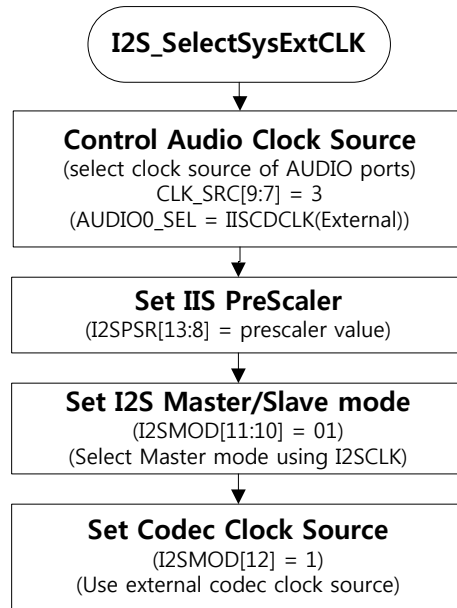 I2S_SelectSysExtCLK
Control Audio Clock Source
(select clock source of AUDIO ports)
CLK_SRC[9:7] = 3
(AUDIO0_SEL = IISCDCLK(External))
Set IIS PreScaler
(I2SPSR[13:8] = prescaler value)
Set I2S Master/Slave mode
(I2SMOD[11:10] = 01)
(Select Master mode using I2SCLK)
Set Codec Clock Source
(I2SMOD[12] = 1)
(Use external codec clock source)